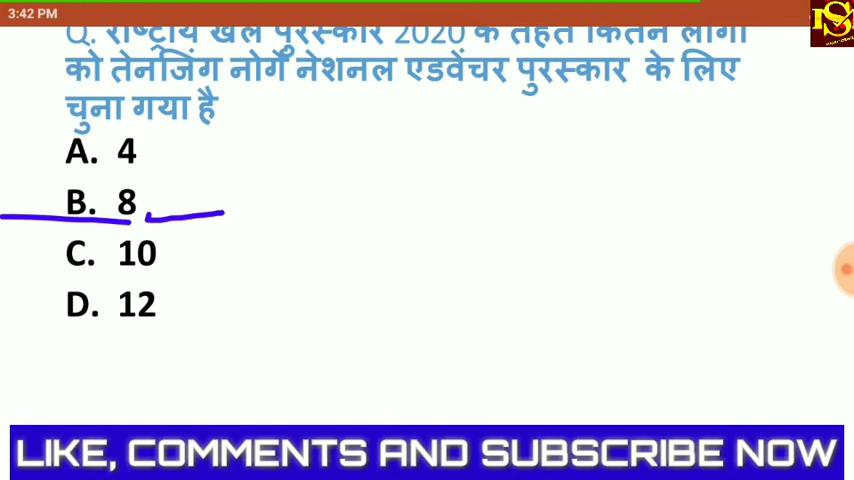 3:42 PM
NS
Q. राष्ट्रीय खेल पुरस्कार 2020 के तहत कितने लोगों
को तेनजिंग नोर्गे नेशनल एडवेंचर पुरस्कार के लिए
चुना गया है
A. 4
B. 8
C. 10
D. 12
LIKE, COMMENTS AND SUBSCRIBE NOW